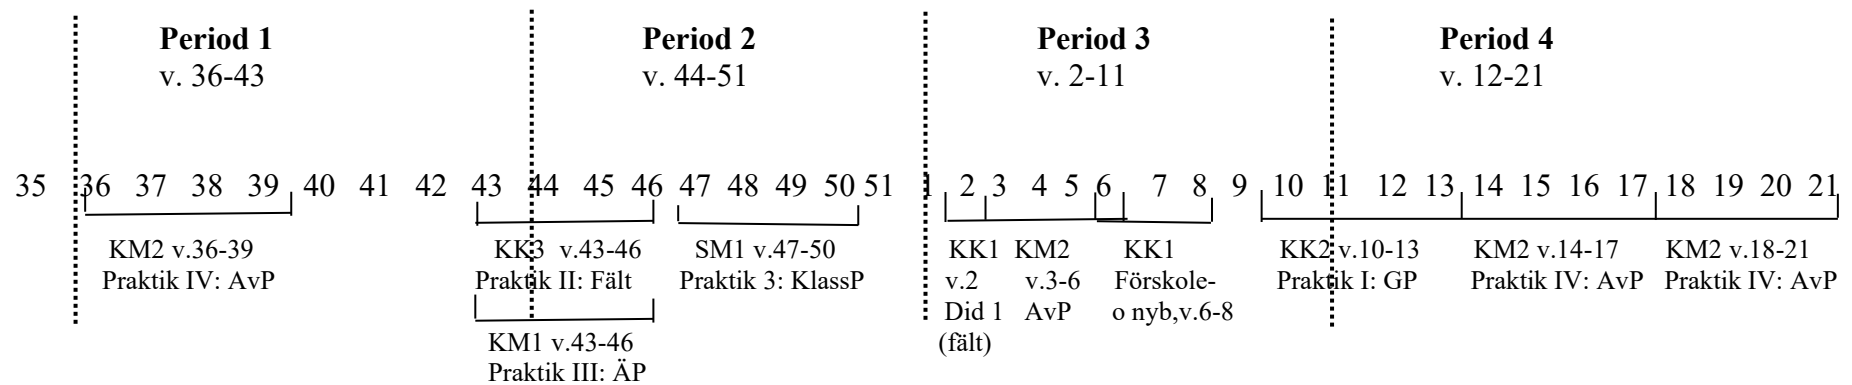 Period 1 Period 2 Period 3 Period 4
v. 36-43 v. 44-51 v. 2-11 v. 12-21
35 36 37 38 39 40 41 42 43 44 45 46 47 48 49 50 51 1 2 3 4 5 6 7 8 9 10 11 12 13 14 15 16 17 18 19 20 21
KM2 v.36-39
Praktik IV: AvP
KK3 v.43-46
Praktik II: Fält
KM1 v.43-46
Praktik III: ÄP
SM1 v.47-50
Praktik 3: KlassP
KK1
v.2
Did 1
(fält)
KM2
v.3-6
AvP
KK1
Förskole-
o nyb,v.6-8
KK2 v.10-13
Praktik I: GP
KM2 v.14-17
Praktik IV: AvP
KM2 v.18-21
Praktik IV: AvP